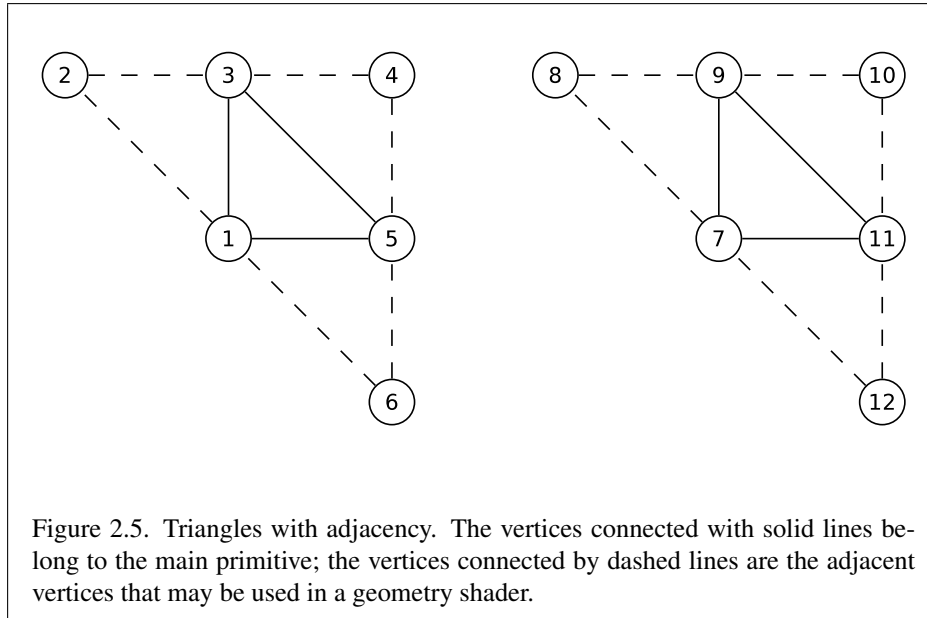 2 3 4 8 9 10
1 5 7 11
6 12
Figure 2.5. Triangles with adjacency. The vertices connected with solid lines be-
long to the main primitive; the vertices connected by dashed lines are the adjacent
vertices that may be used in a geometry shader.